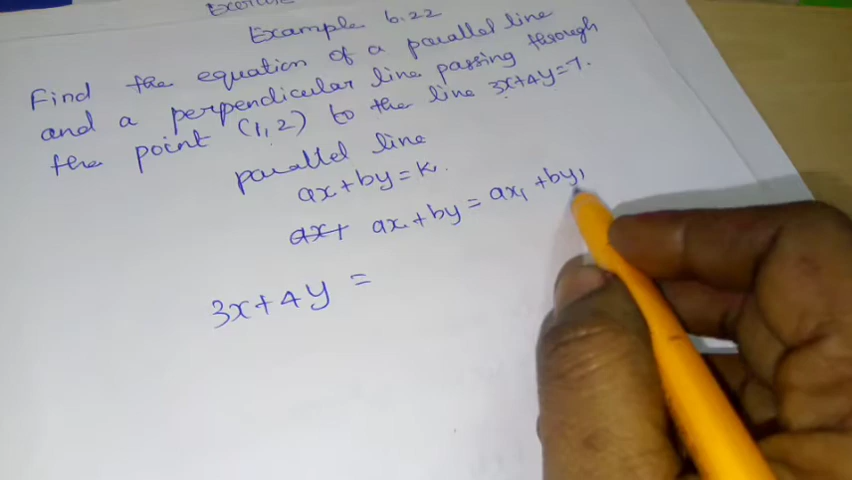 Exercise
Example 6.22
Find the equation of a parallel line
and a perpendicular line passing through
the point (1,2) to the line 3x+4y=7.
parallel line
ax+by=k.
ax+ ax+by=ax₁+by₁
3x+4y =